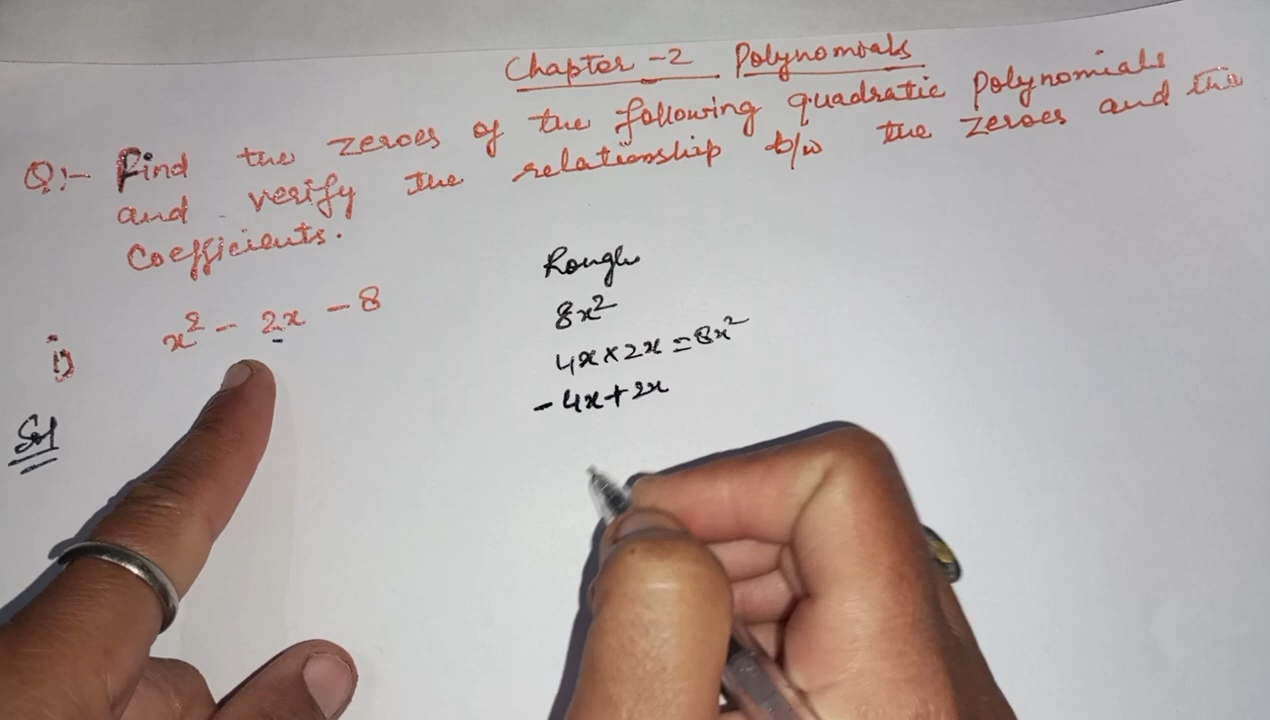 Chapter -2 Polynomials
Q:- Find the zeroes of the following quadratic Polynomials
and verify the relationship b/w the zeroes and the
Coefficients.
i) x² - 2x - 8
Sol
Rough
8x²
4x × 2x = 8x²
- 4x + 2x